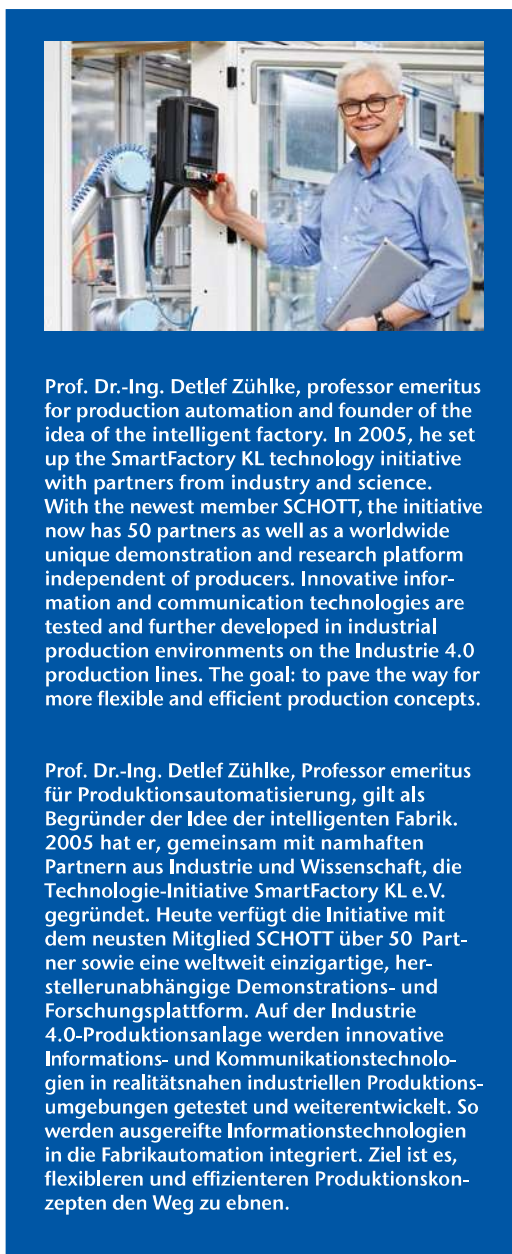 Prof. Dr.-Ing. Detlef Zühlke, professor emeritus
for production automation and founder of the
idea of the intelligent factory. In 2005, he set
up the SmartFactory KL technology initiative
with partners from industry and science.
With the newest member SCHOTT, the initiative
now has 50 partners as well as a worldwide
unique demonstration and research platform
independent of producers. Innovative infor-
mation and communication technologies are
tested and further developed in industrial
production environments on the Industrie 4.0
production lines. The goal: to pave the way for
more flexible and efficient production concepts.
Prof. Dr.-Ing. Detlef Zühlke, Professor emeritus
für Produktionsautomatisierung, gilt als
Begründer der Idee der intelligenten Fabrik.
2005 hat er, gemeinsam mit namhaften
Partnern aus Industrie und Wissenschaft, die
Technologie-Initiative SmartFactory KL e.V.
gegründet. Heute verfügt die Initiative mit
dem neusten Mitglied SCHOTT über 50 Part-
ner sowie eine weltweit einzigartige, her-
stellerunabhängige Demonstrations- und
Forschungsplattform. Auf der Industrie
4.0-Produktionsanlage werden innovative
Informations- und Kommunikationstechnolo-
gien in realitätsnahen industriellen Produktions-
umgebungen getestet und weiterentwickelt. So
werden ausgereifte Informationstechnologien
in die Fabrikautomation integriert. Ziel ist es,
flexibleren und effizienteren Produktionskon-
zepten den Weg zu ebnen.